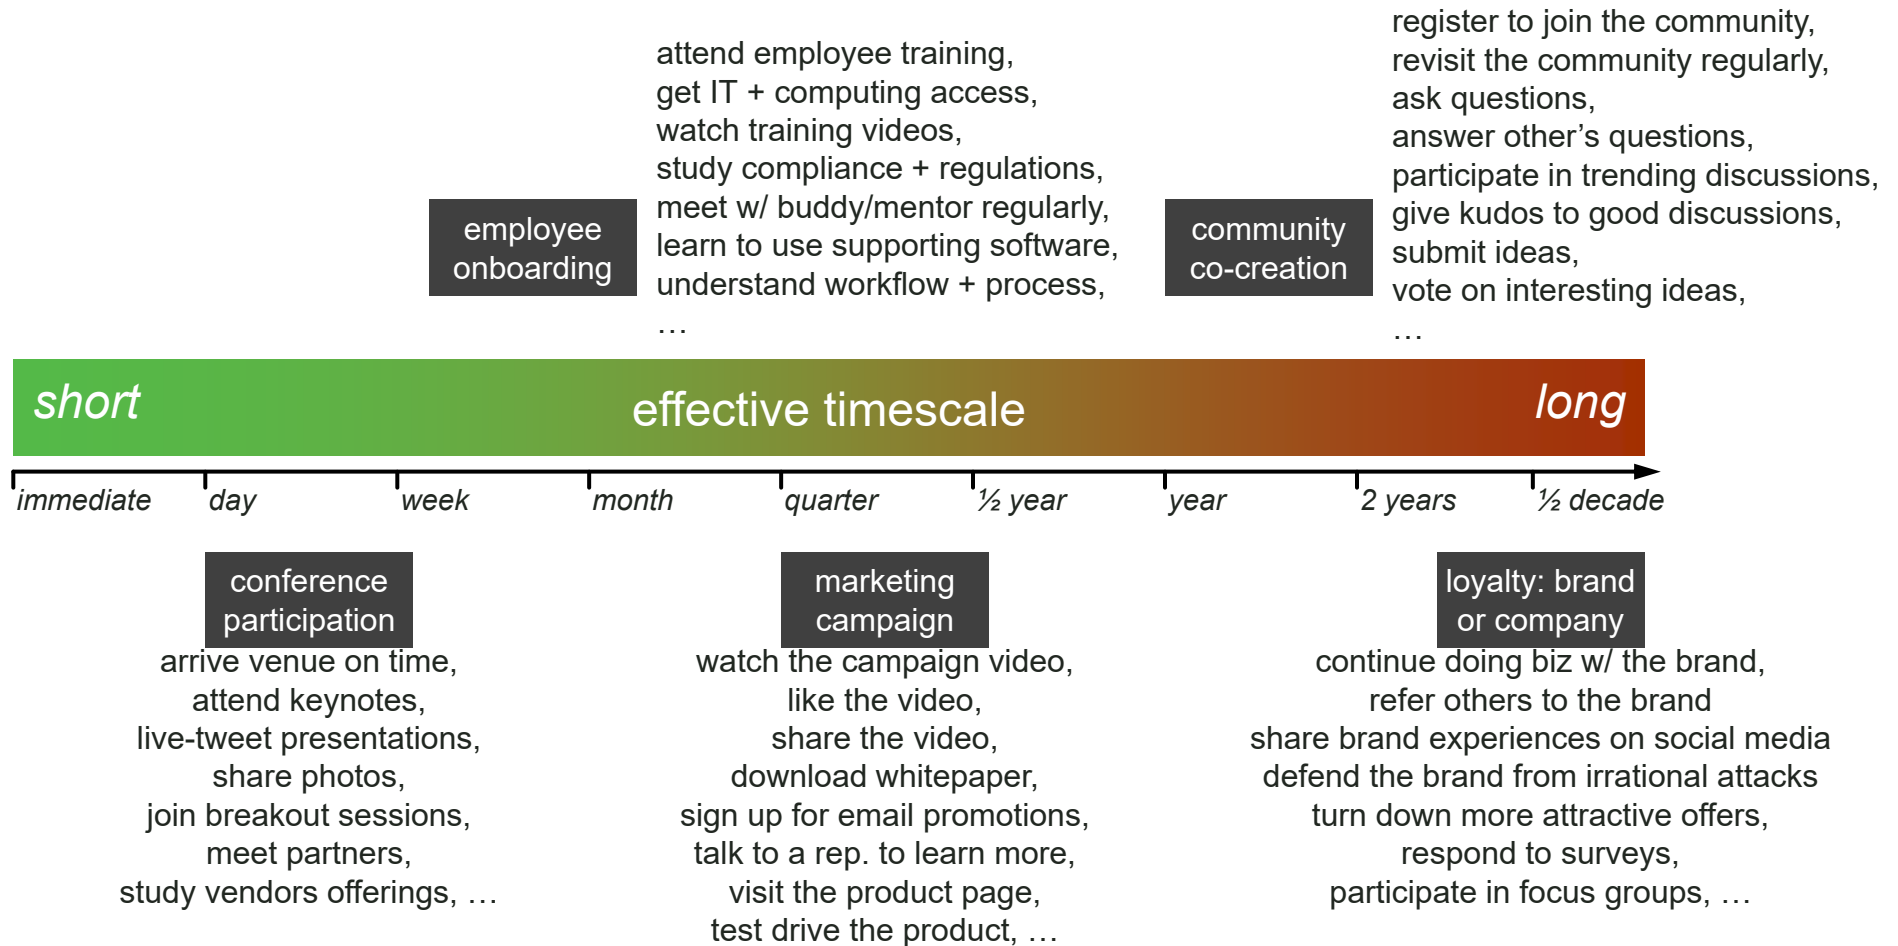 employee
onboarding
attend employee training,
get IT + computing access,
watch training videos,
study compliance + regulations,
meet w/ buddy/mentor regularly,
learn to use supporting software,
understand workflow + process,
…
community
co-creation
register to join the community,
revisit the community regularly,
ask questions,
answer other’s questions,
participate in trending discussions,
give kudos to good discussions,
submit ideas,
vote on interesting ideas,
…
short
effective timescale
long
immediate
day
week
month
quarter
½ year
year
2 years
½ decade
conference
participation
arrive venue on time,
attend keynotes,
live-tweet presentations,
share photos,
join breakout sessions,
meet partners,
study vendors offerings, …
marketing
campaign
watch the campaign video,
like the video,
share the video,
download whitepaper,
sign up for email promotions,
talk to a rep. to learn more,
visit the product page,
test drive the product, …
loyalty: brand
or company
continue doing biz w/ the brand,
refer others to the brand
share brand experiences on social media
defend the brand from irrational attacks
turn down more attractive offers,
respond to surveys,
participate in focus groups, …